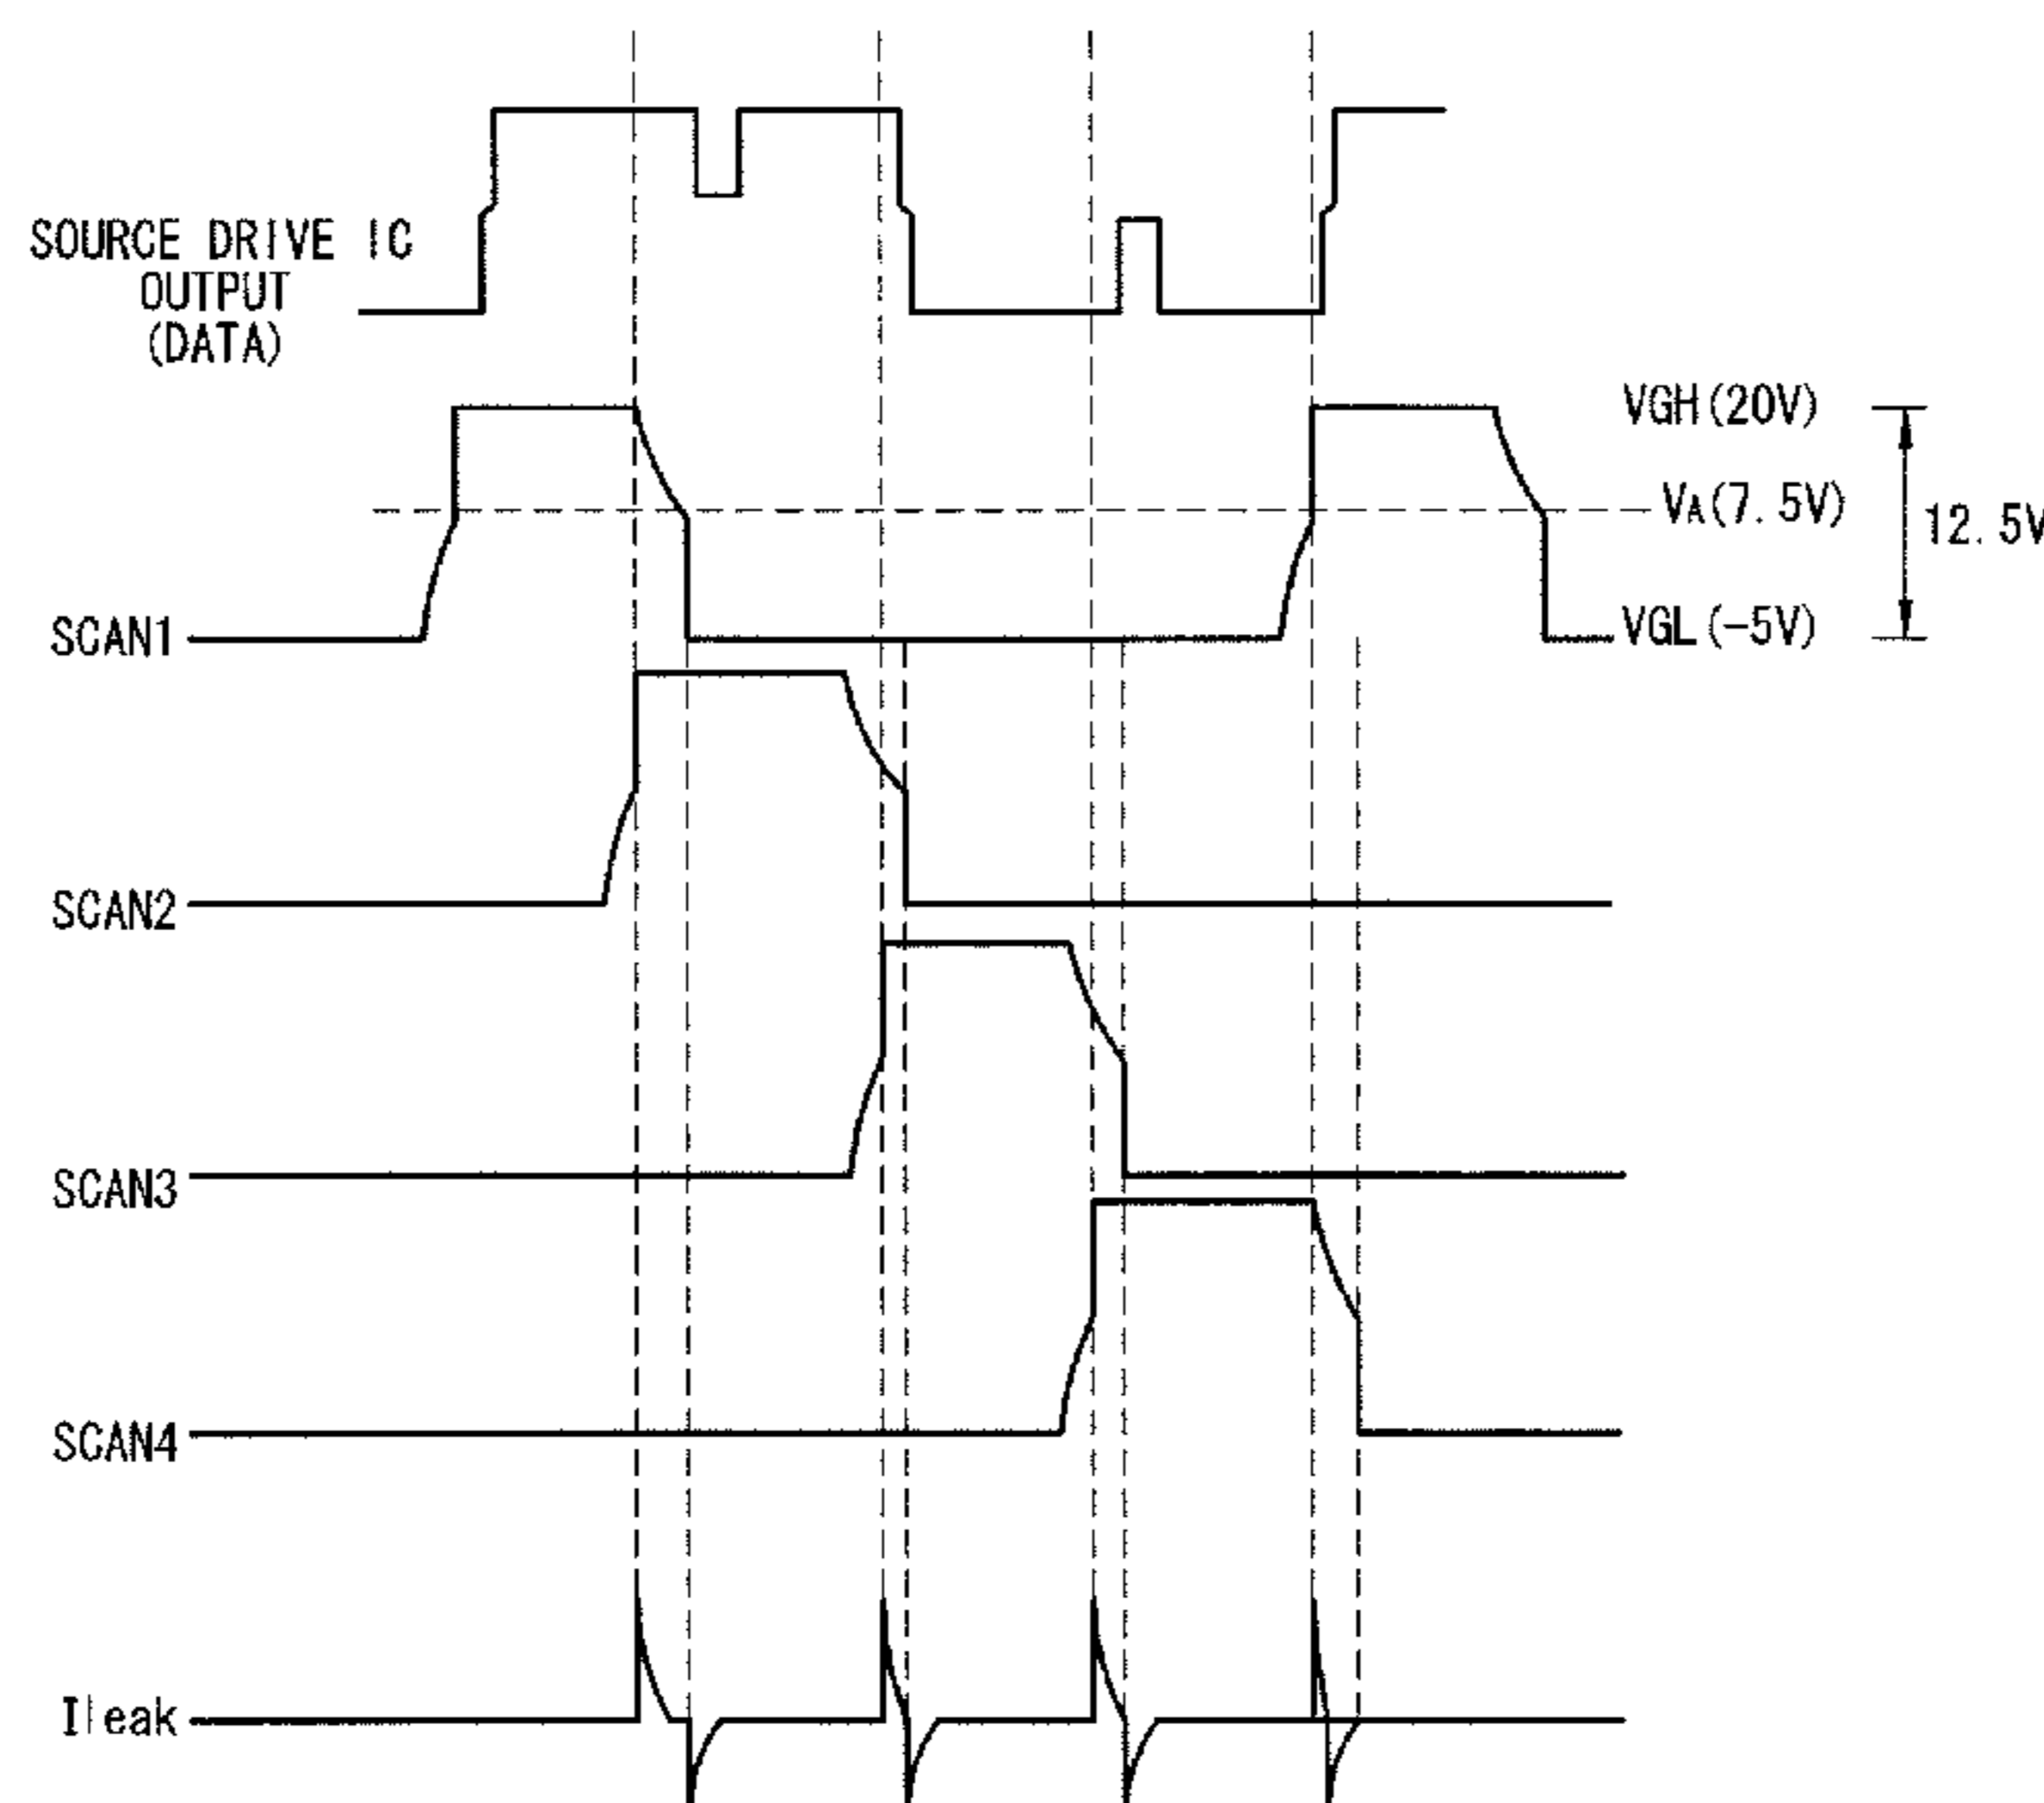 SOURCE DRIVE IC
OUTPUT
(DATA)
VGH(20V)
VA(7.5V)
12.5V
SCAN1
VGL(-5V)
SCAN2
SCAN3
SCAN4
Ileak